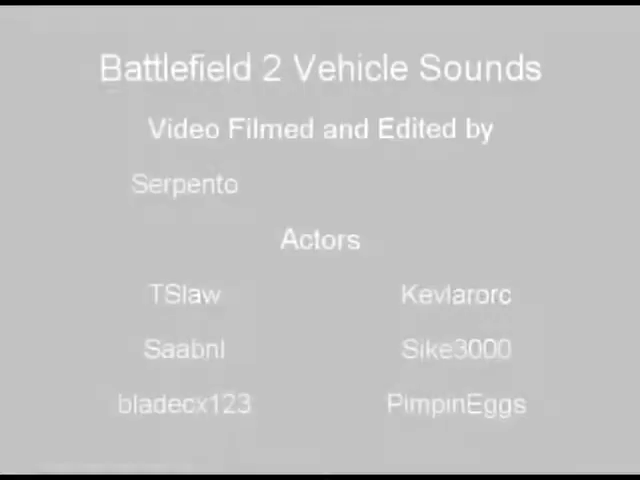 Battlefield 2 Vehicle Sounds
Video Filmed and Edited by
Serpento
Actors
TSlaw Kevlarorc
Saabnl Sike3000
bladecx123 PimpinEggs